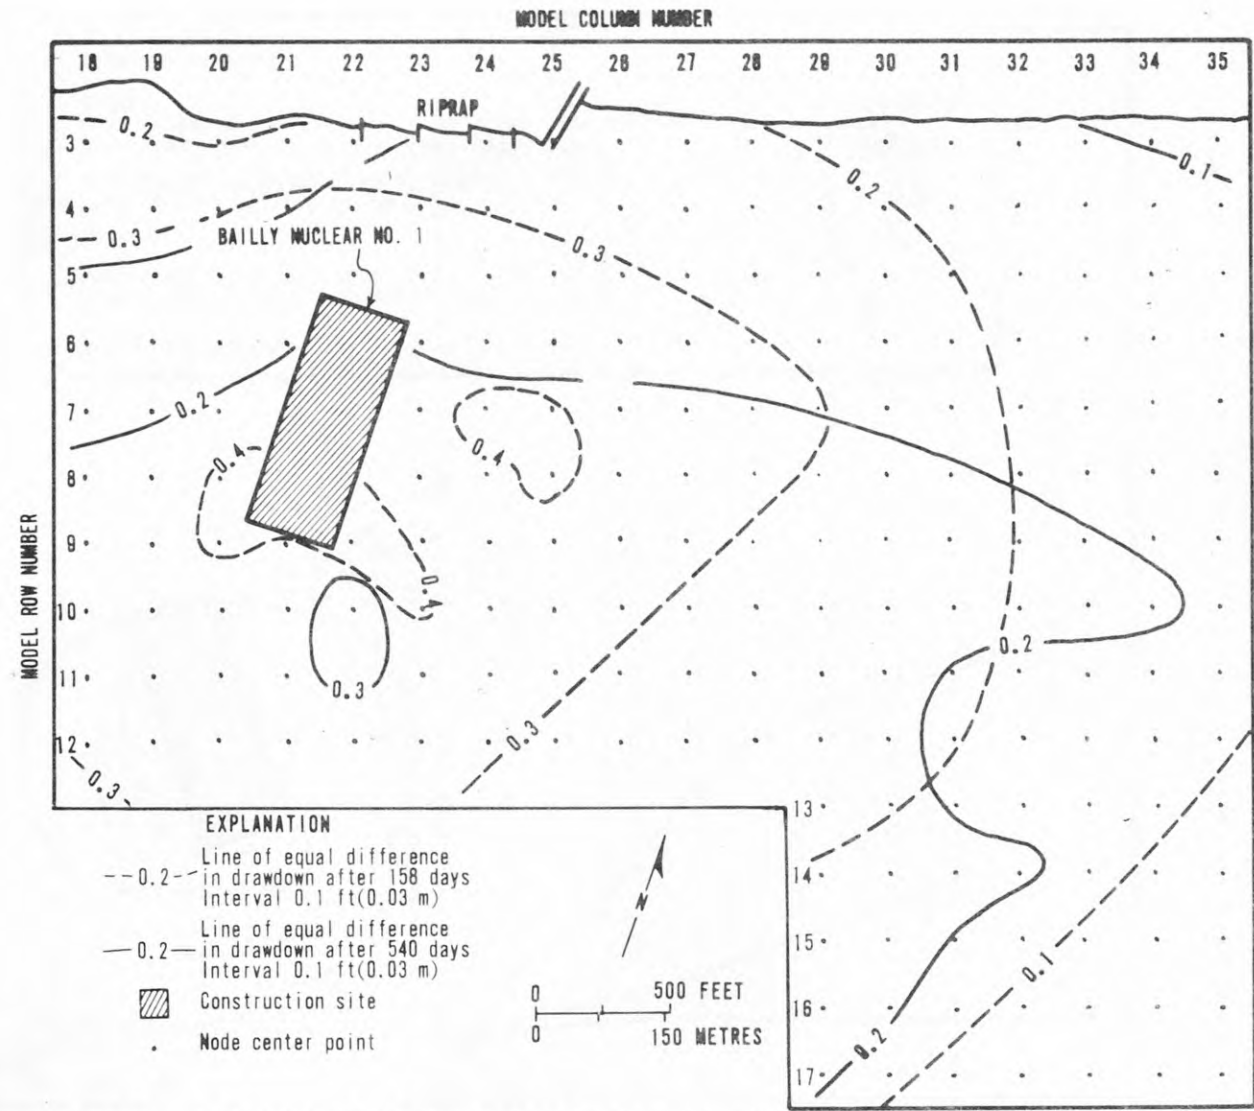 MODEL COLUMN NUMBER
18 19 20 21 22 23 24 25 26 27 28 29 30 31 32 33 34 35
RIPRAP
0.2
3
0.1
0.2
4
0.3
BAILLY NUCLEAR NO. 1
0.3
5
6
7
0.2
0.4
0.4
8
9
MODEL ROW NUMBER
0.4
10
0.2
11
0.3
12
0.3
0.3
13
14
15
0.1
16
0.2
17
EXPLANATION
0.2
Line of equal difference
in drawdown after 158 days
Interval 0.1 ft(0.03 m)
0.2
Line of equal difference
in drawdown after 540 days
Interval 0.1 ft(0.03 m)
Construction site
Node center point
N
0 500 FEET
0 150 METRES